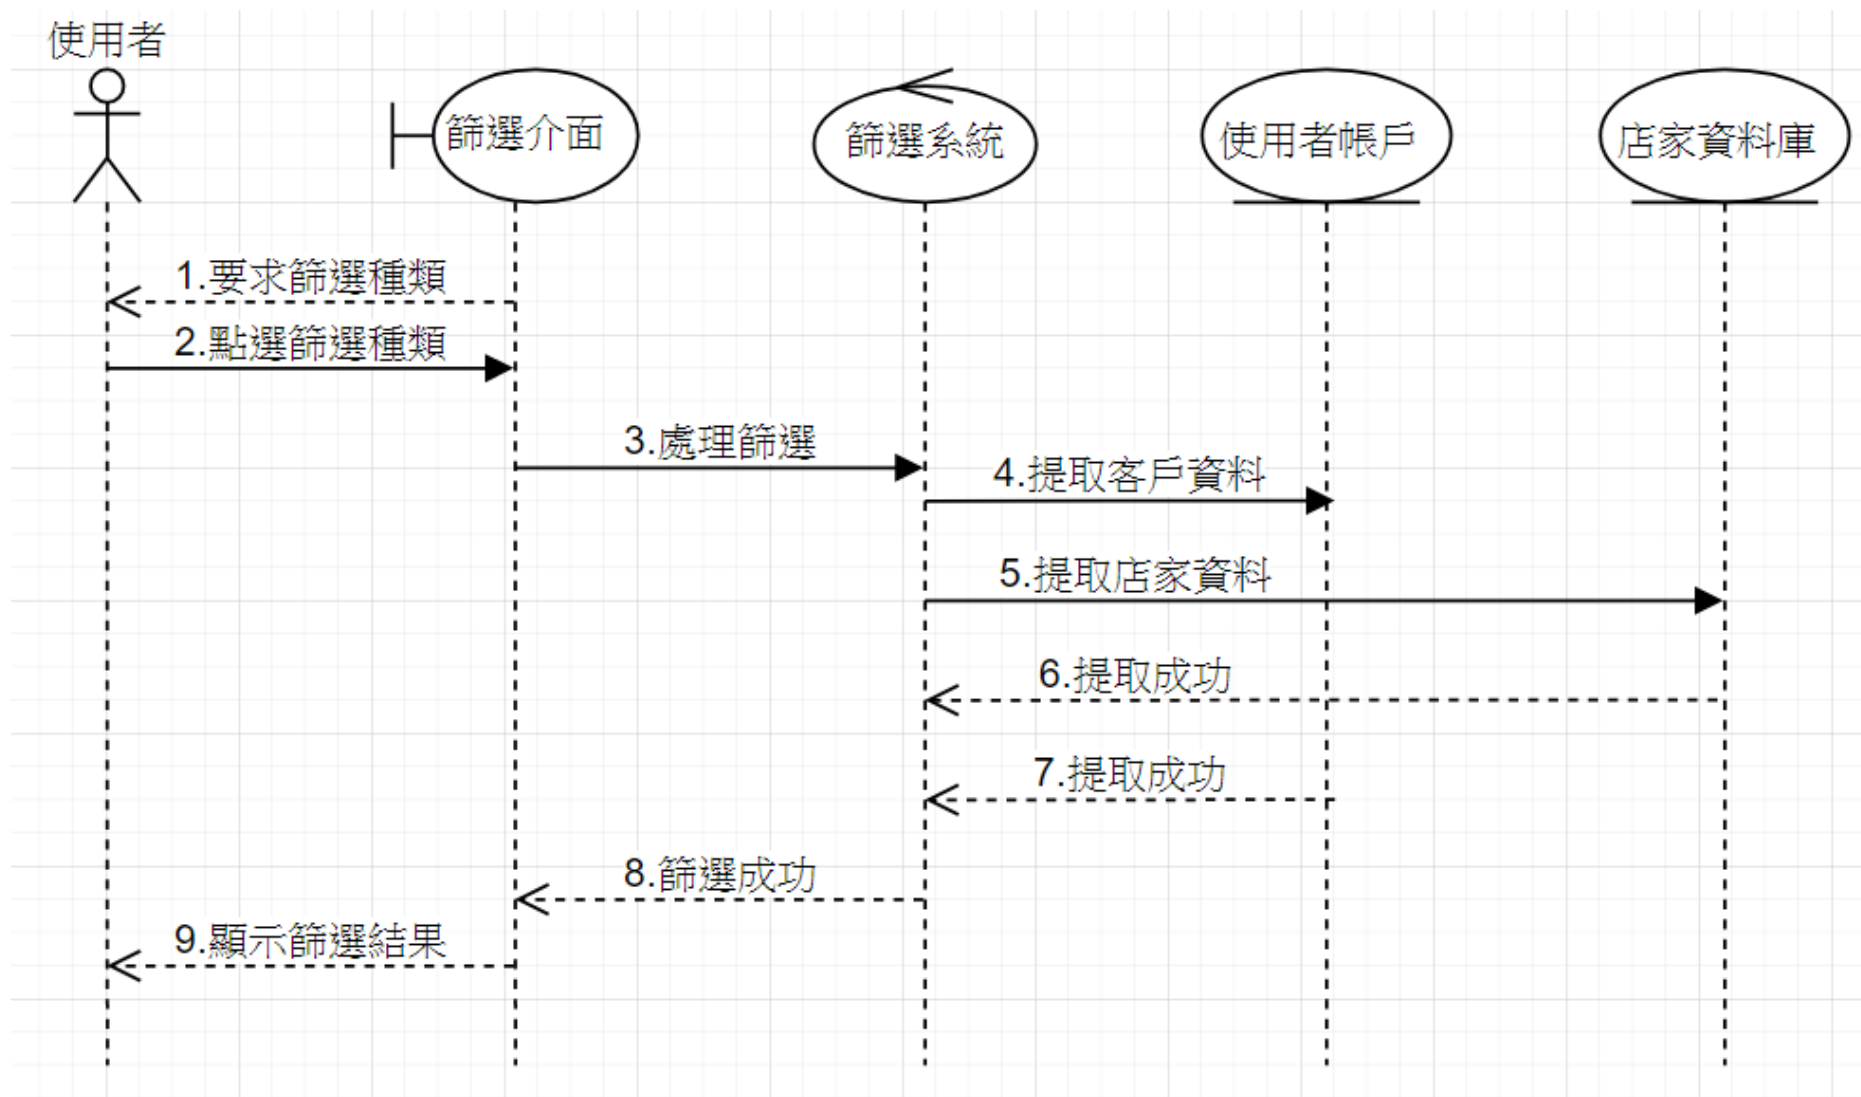 使用者
篩選介面
篩選系統
使用者帳戶
店家資料庫
1.要求篩選種類
2.點選篩選種類
3.處理篩選
4.提取客戶資料
5.提取店家資料
6.提取成功
7.提取成功
8.篩選成功
9.顯示篩選結果